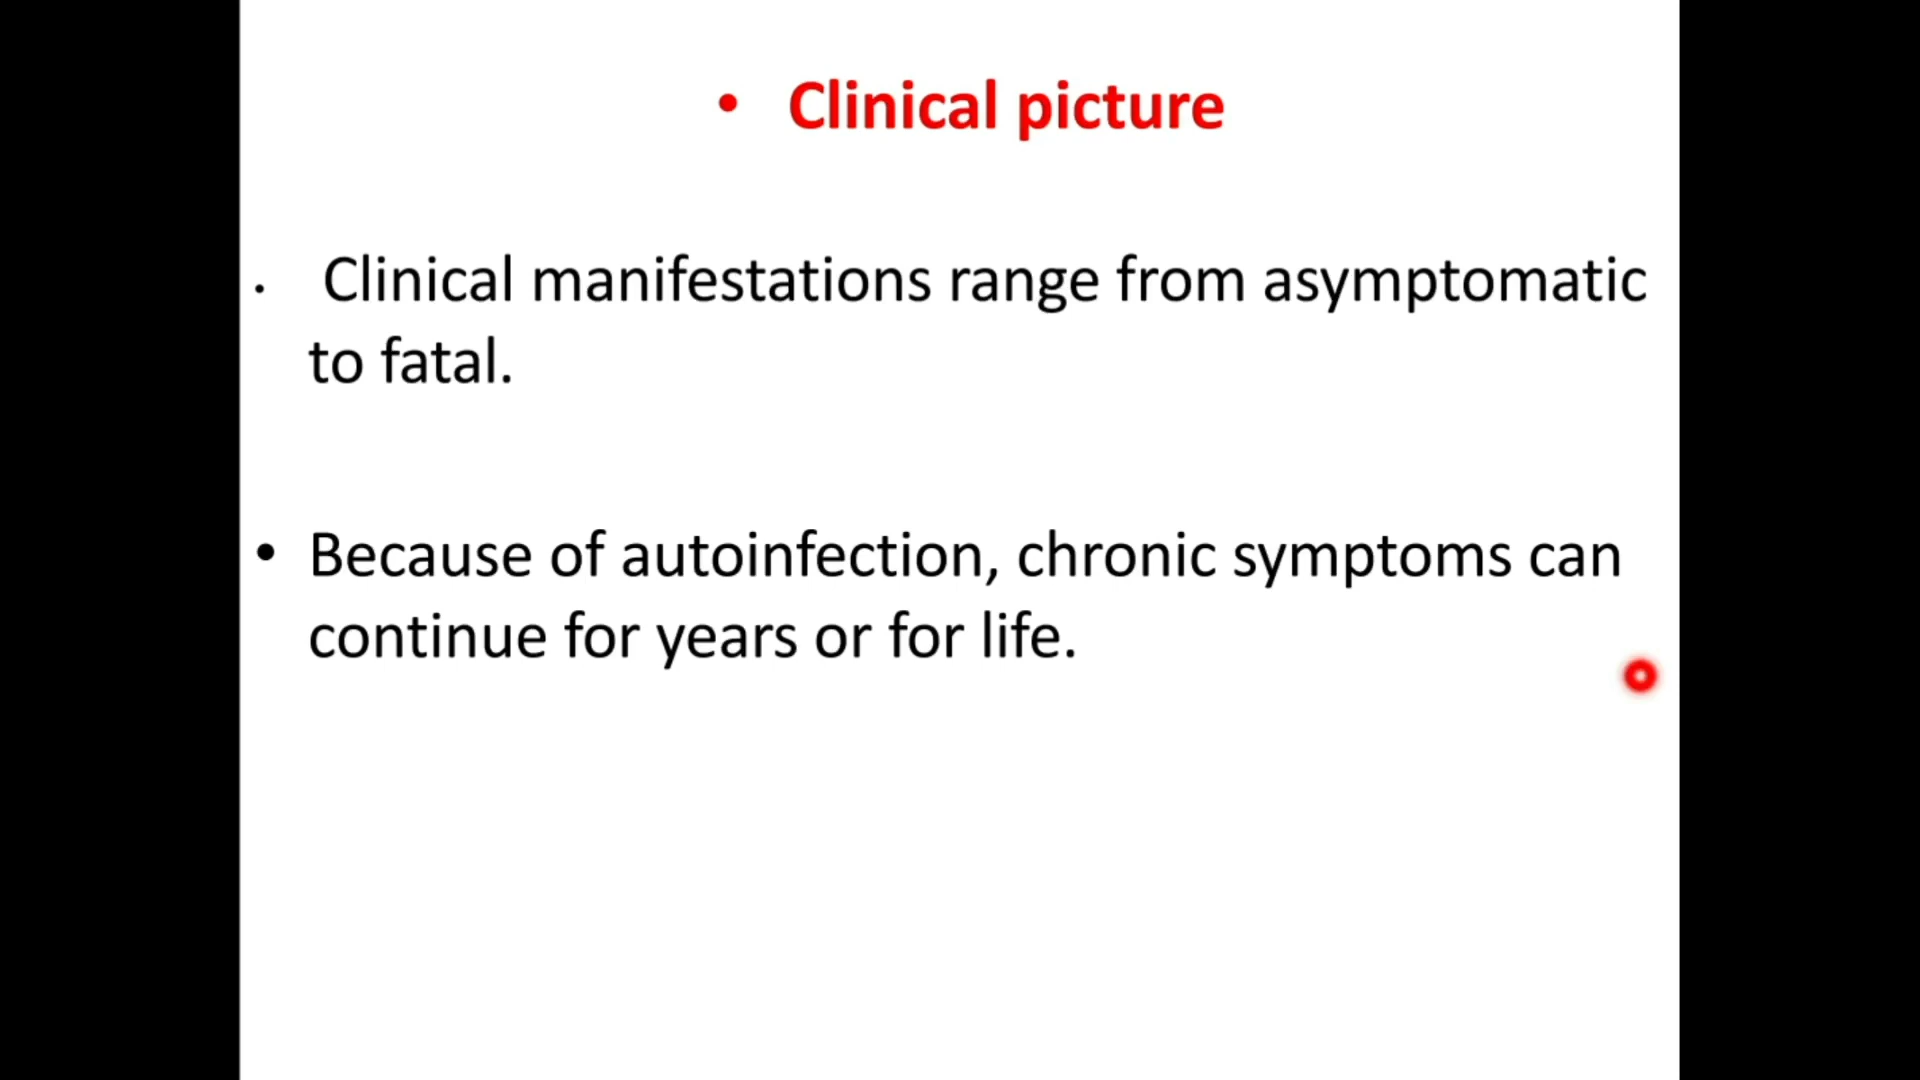 • Clinical picture
• Clinical manifestations range from asymptomatic
to fatal.
• Because of autoinfection, chronic symptoms can
continue for years or for life.